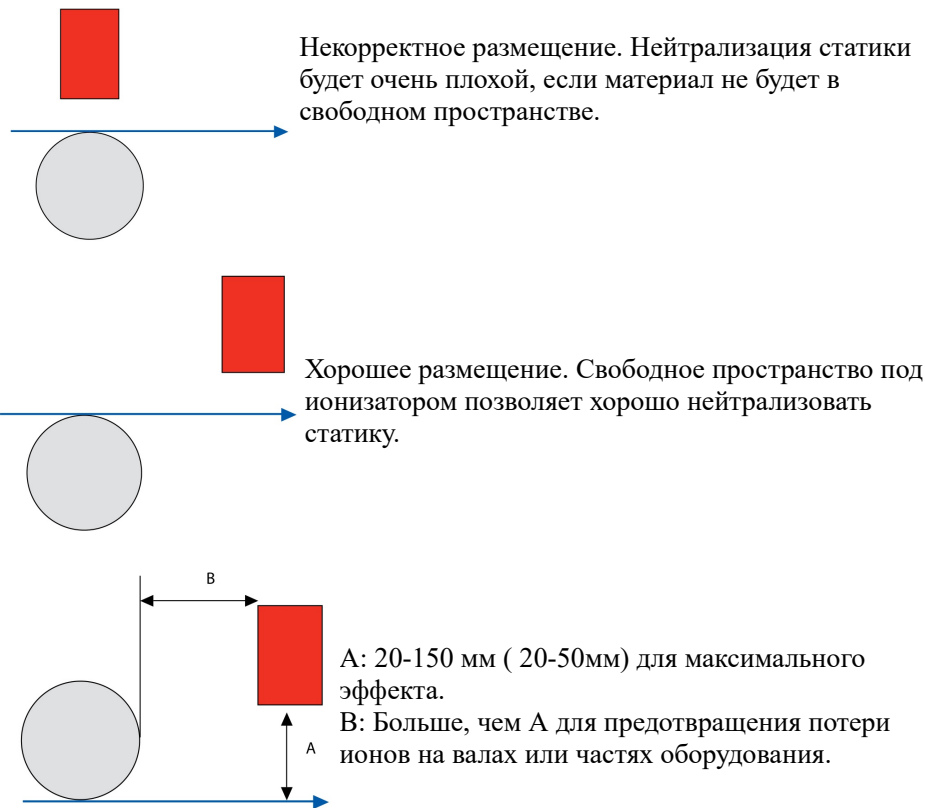 Некорректное размещение. Нейтрализация статики
будет очень плохой, если материал не будет в
свободном пространстве.
Хорошее размещение. Свободное пространство под
ионизатором позволяет хорошо нейтрализовать
статику.
B
A: 20-150 мм ( 20-50мм) для максимального
эффекта.
B: Больше, чем A для предотвращения потери
A
ионов на валах или частях оборудования.